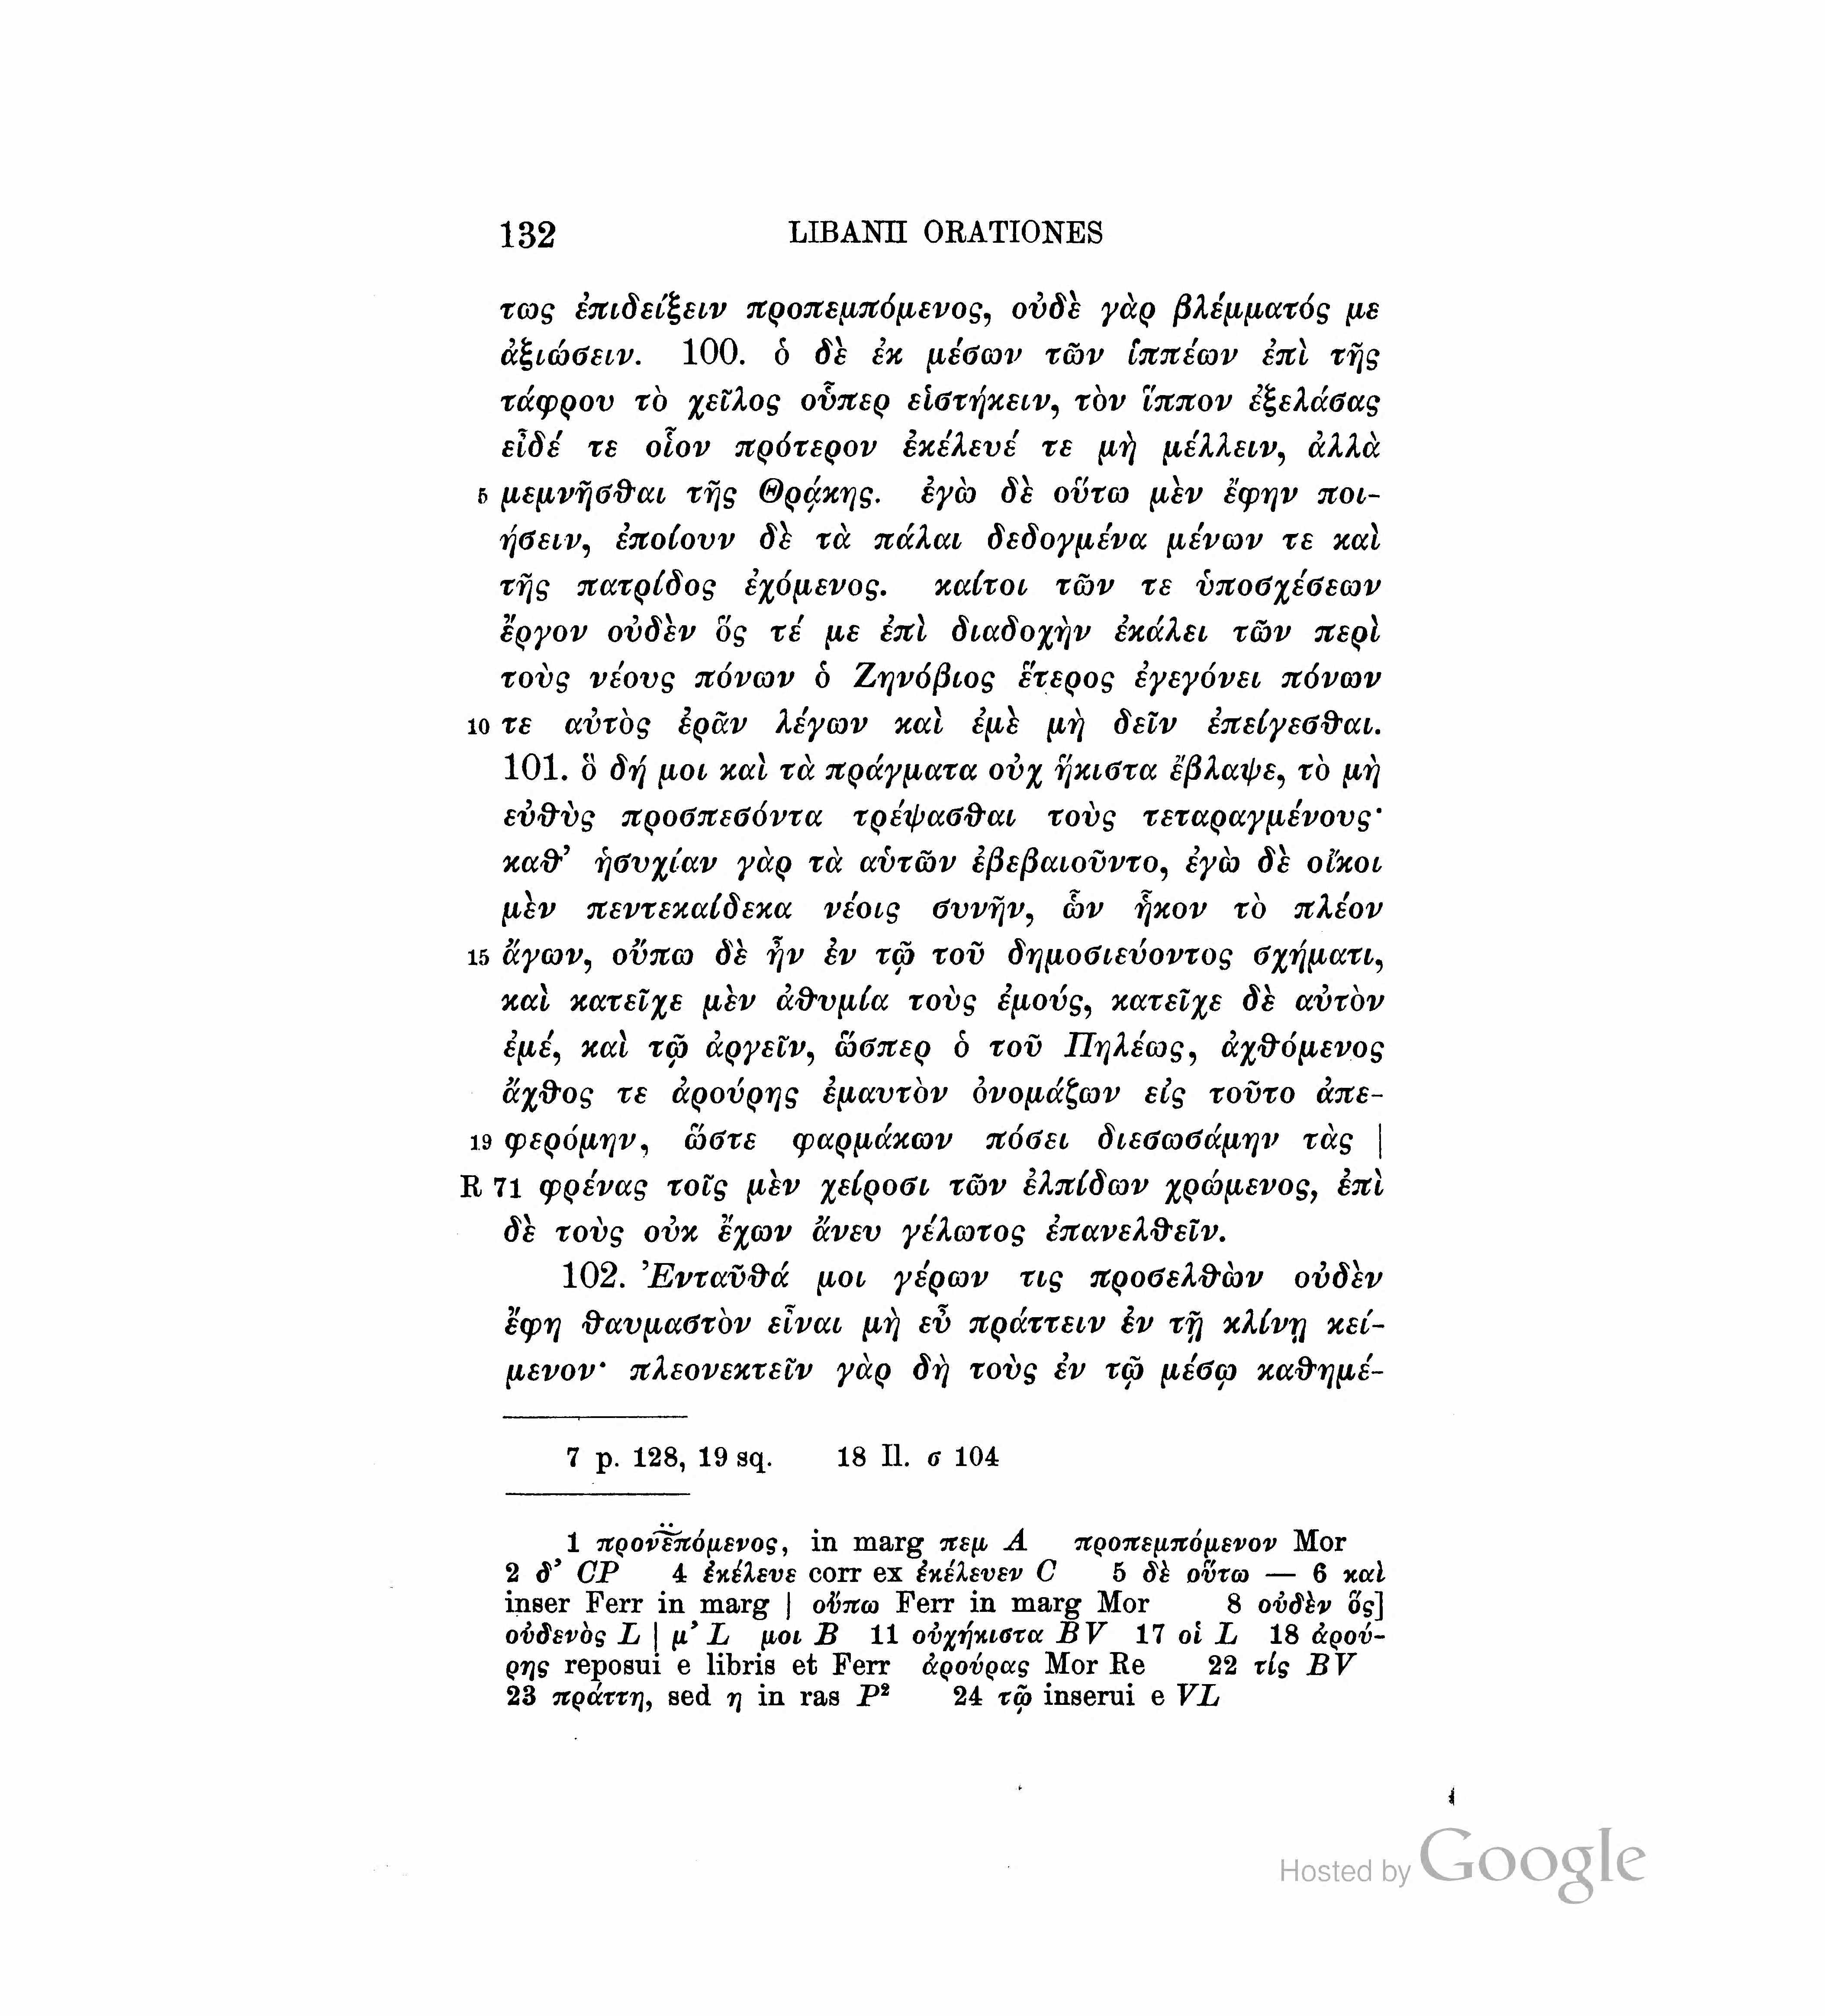 132 LIBANII ORATIONES
τως ἐπιδείξειν προπεμπόμενος, οὐδὲ γὰρ βλέμματός με
ἀξιώσειν. 100. ὁ δὲ ἐκ μέσων τῶν ἱππέων ἐπὶ τῆς
τάφρου τὸ χεῖλος οὗπερ εἱστήκειν, τὸν ἵππον ἐξελάσας
εἶδέ τε οἷον πρότερον ἐκέλευέ τε μὴ μέλλειν, ἀλλὰ
5 μεμνῆσθαι τῆς Θρᾴκης. ἐγὼ δὲ οὕτω μὲν ἔφην ποι-
ήσειν, ἐποίουν δὲ τὰ πάλαι δεδογμένα μένων τε καὶ
τῆς πατρίδος ἐχόμενος. καίτοι τῶν τε ὑποσχέσεων
ἔργον οὐδὲν ὅς τέ με ἐπὶ διαδοχὴν ἐκάλει τῶν περὶ
τοὺς νέους πόνων ὁ Ζηνόβιος ἕτερος ἐγεγόνει πόνων
10 τε αὐτὸς ἐρᾶν λέγων καὶ ἐμὲ μὴ δεῖν ἐπείγεσθαι.
101. ὃ δή μοι καὶ τὰ πράγματα οὐχ ἥκιστα ἔβλαψε, τὸ μὴ
εὐθὺς προσπεσόντα τρέψασθαι τοὺς τεταραγμένους·
καθ’ ἡσυχίαν γὰρ τὰ αὑτῶν ἐβεβαιοῦντο, ἐγὼ δὲ οἴκοι
μὲν πεντεκαίδεκα νέοις συνῆν, ὧν ἧκον τὸ πλέον
15 ἄγων, οὔπω δὲ ἦν ἐν τῷ τοῦ δημοσιεύοντος σχήματι,
καὶ κατεῖχε μὲν ἀθυμία τοὺς ἐμούς, κατεῖχε δὲ αὐτὸν
ἐμέ, καὶ τῷ ἀργεῖν, ὥσπερ ὁ τοῦ Πηλέως, ἀχθόμενος
ἄχθος τε ἀρούρης ἐμαυτὸν ὀνομάζων εἰς τοῦτο ἀπε-
19 φερόμην, ὥστε φαρμάκων πόσει διεσωσάμην τὰς |
R 71 φρένας τοῖς μὲν χείροσι τῶν ἐλπίδων χρώμενος, ἐπὶ
δὲ τοὺς οὐκ ἔχων ἄνευ γέλωτος ἐπανελθεῖν.
102. Ἐνταῦθά μοι γέρων τις προσελθὼν οὐδὲν
ἔφη θαυμαστὸν εἶναι μὴ εὖ πράττειν ἐν τῇ κλίνῃ κεί-
μενον· πλεονεκτεῖν γὰρ δὴ τοὺς ἐν τῷ μέσῳ καθημέ-
7 p. 128, 19 sq. 18 Il. σ 104
1 in marg πεμ A προπεμπόμενον Mor
2 δ’ CP 4 ἐκέλευε corr ex ἐκέλευεν C 5 δὲ οὕτω — 6 καὶ
inser Ferr in marg | οὔπω Ferr in marg Mor 8 οὐδὲν ὅς]
οὐδενὸς L | μ’ L μοι B 11 οὐχήκιστα BV 17 οἱ L 18 ἀρού-
ρης reposui e libris et Ferr ἀρούρας Mor Re 22 τίς BV
23 πράττη, sed η in ras P² 24 τῷ inserui e VL
Hosted by Google